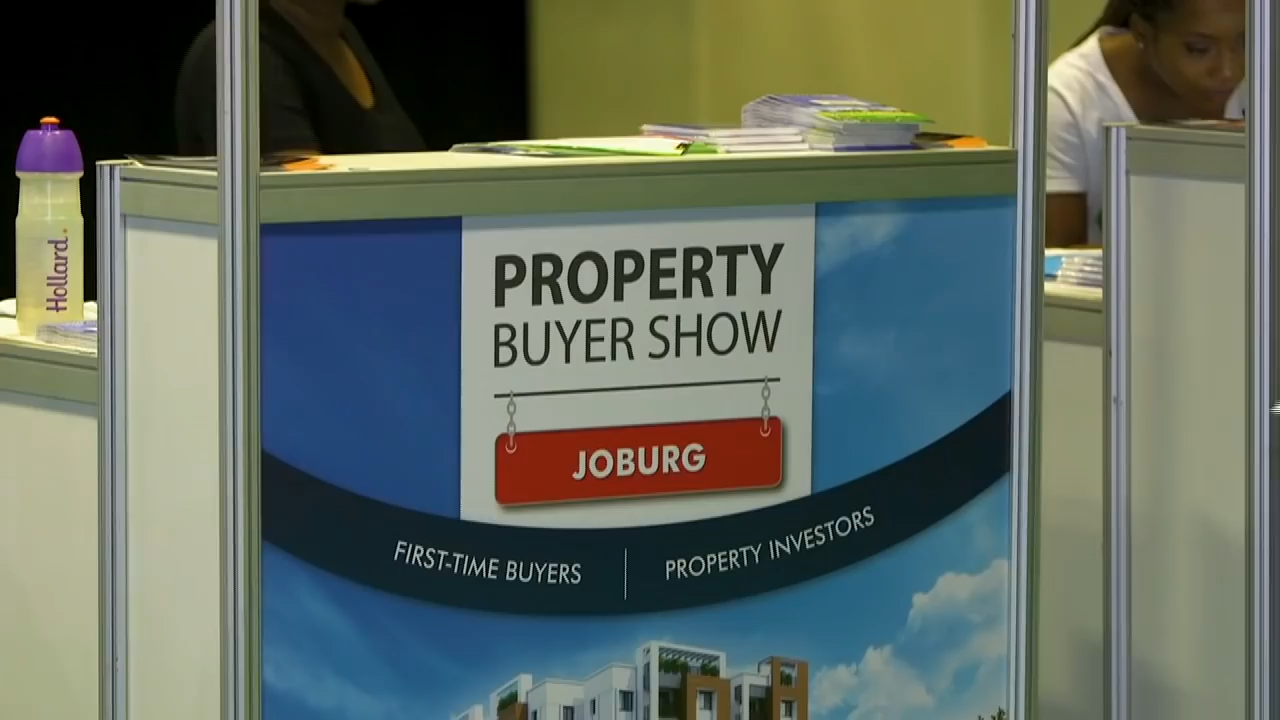 Hollard.
PROPERTY
BUYER SHOW
JOBURG
FIRST-TIME BUYERS
PROPERTY INVESTORS